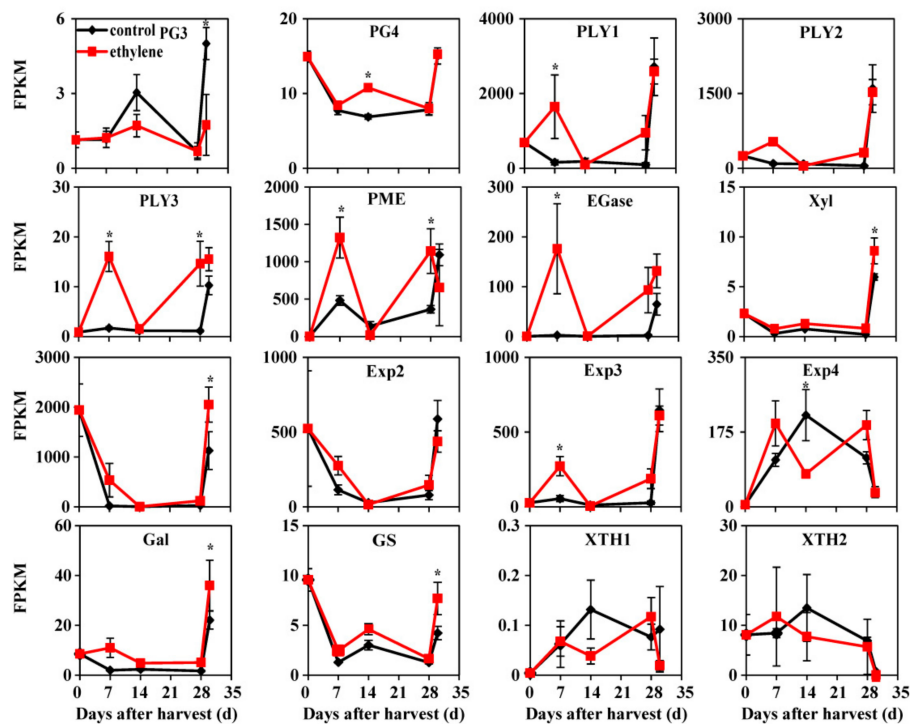 control PG3
ethylene
PG4
PLY1
PLY2
6
3
0
FPKM
*
20
15
10
5
0
*
4000
2000
0
*
3000
1500
0
PLY3
PME
EGase
Xyl
30
20
10
0
FPKM
* *
2000
1500
1000
500
0
* *
300
200
100
0
*
15
10
5
0
*
Exp2
Exp3
Exp4
3000
2000
1000
0
FPKM
*
1000
500
0
1000
500
0
*
350
175
0
*
Gal
GS
XTH1
XTH2
60
40
20
0
FPKM
*
15
10
5
0
*
0.3
0.2
0.1
0
30
20
10
0
0 7 14 21 28 35
0 7 14 21 28 35
0 7 14 21 28 35
0 7 14 21 28 35
Days after harvest (d)
Days after harvest (d)
Days after harvest (d)
Days after harvest (d)